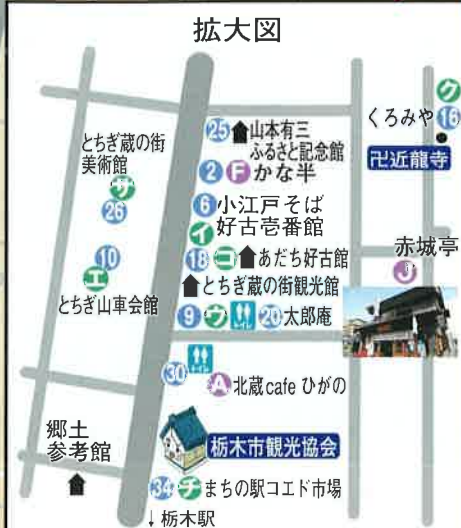 拡大図
25 山本有三
ふるさと記念館
2 F かな半
6 小江戸そば
イ 好古壱番館
18 コ あだち好古館
とちぎ蔵の街観光館
9 ウ トイレ 20 太郎庵
とちぎ蔵の街
美術館
サ
26
10
エ
とちぎ山車会館
ク
くろみや 16
卍近龍寺
赤城亭
J
トイレ
30 A 北蔵cafe ひがの
栃木市観光協会
郷土
参考館
34 チ まちの駅コエド市場
↓栃木駅